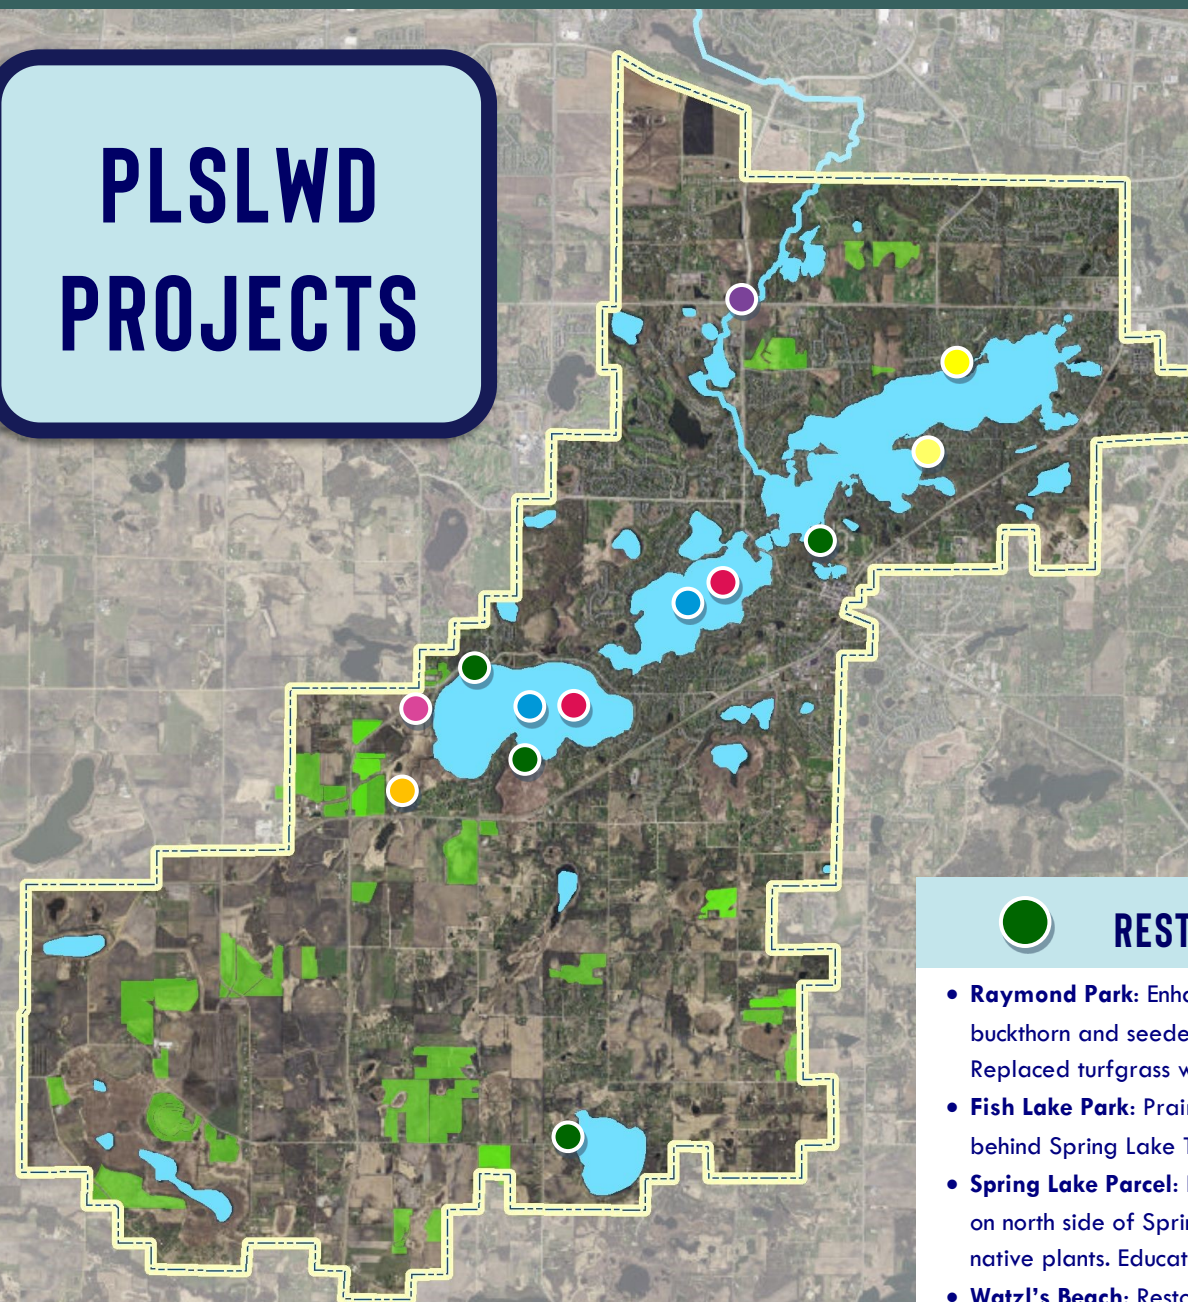 PLSLWD
PROJECTS
REST
• Raymond Park: Enha
buckthorn and seede
Replaced turfgrass w
• Fish Lake Park: Prair
behind Spring Lake T
• Spring Lake Parcel:
on north side of Sprin
native plants. Educat
• Watzl's Beach: Resto